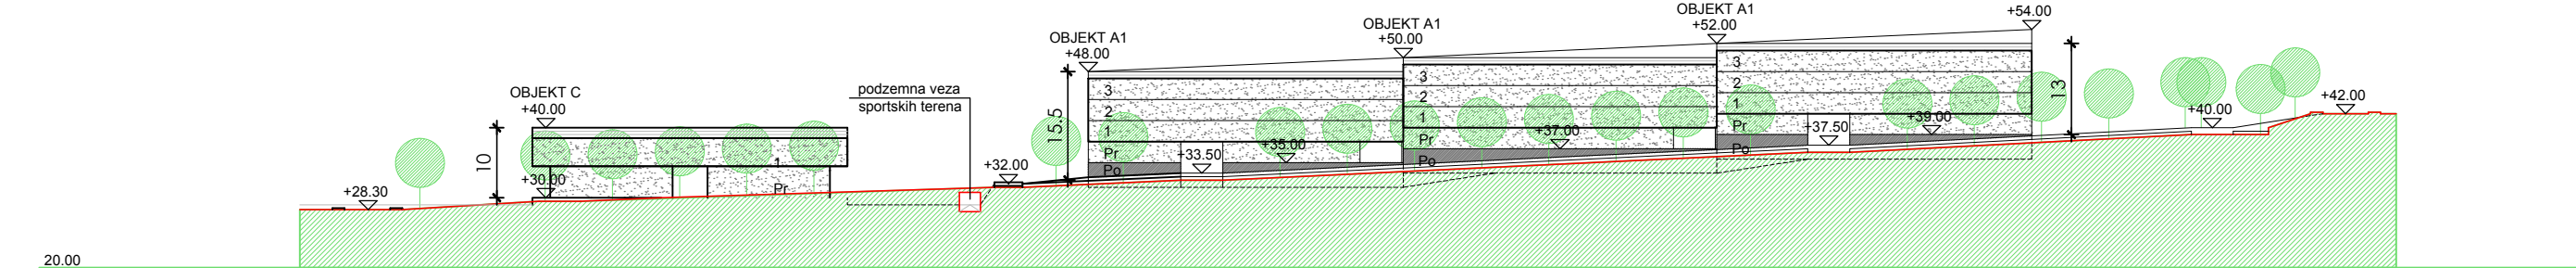 OBJEKT C
+40.00
10
+28.30
+30.00
1
Pr
podzemna veza
sportskih terena
+32.00
OBJEKT A1
+48.00
15.5
3
2
1
Pr
Po
+33.50
+35.00
OBJEKT A1
+50.00
3
2
1
Pr
Po
+37.00
OBJEKT A1
+52.00
3
2
1
Pr
Po
+37.50
+39.00
+54.00
13
+40.00
+42.00
20.00